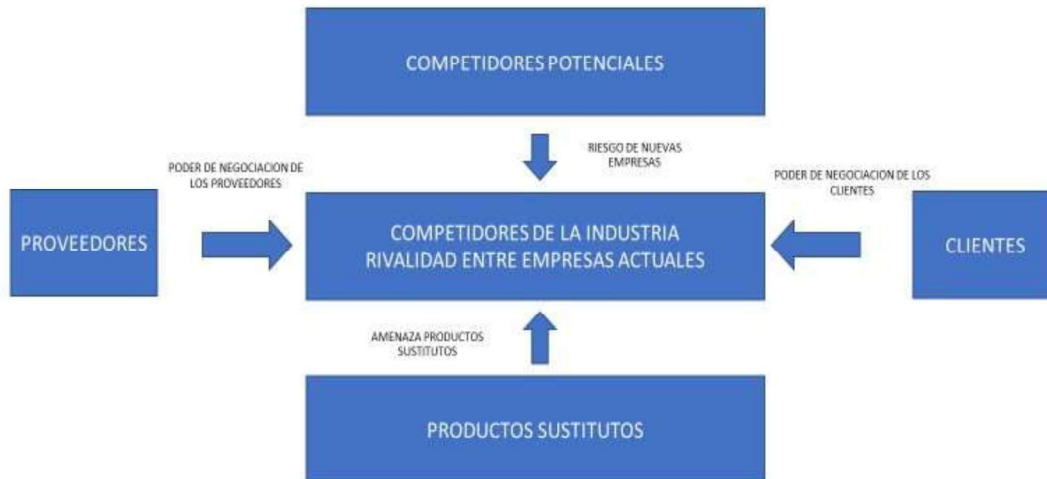 COMPETIDORES POTENCIALES
RIESGO DE NUEVAS
EMPRESAS
PODER DE NEGOCIACION DE
LOS PROVEEDORES
PODER DE NEGOCIACION DE LOS
CLIENTES
PROVEEDORES
COMPETIDORES DE LA INDUSTRIA
RIVALIDAD ENTRE EMPRESAS ACTUALES
CLIENTES
AMENAZA PRODUCTOS
SUSTITUTOS
PRODUCTOS SUSTITUTOS